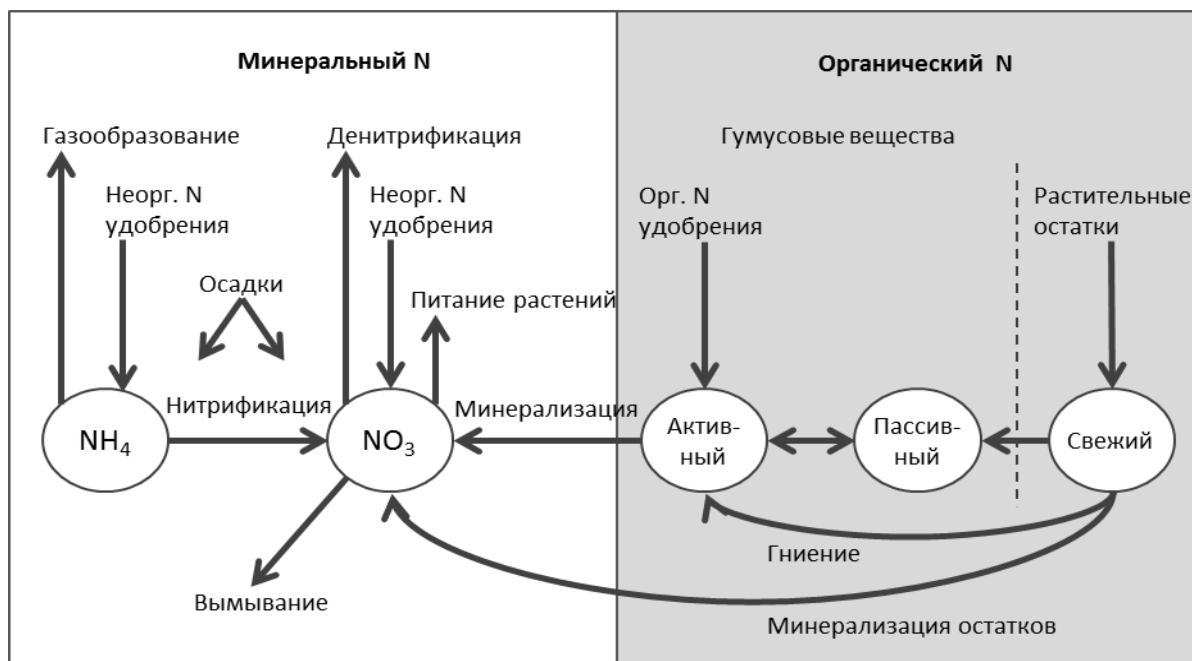 Минеральный N
Органический N
Газообразование
Денитрификация
Гумусовые вещества
Неорг. N
удобрения
Неорг. N
удобрения
Орг. N
удобрения
Растительные
остатки
Осадки
Питание растений
Нитрификация
Минерализация
NH₄
NO₃
Актив-
ный
Пассив-
ный
Свежий
Гниение
Вымывание
Минерализация остатков